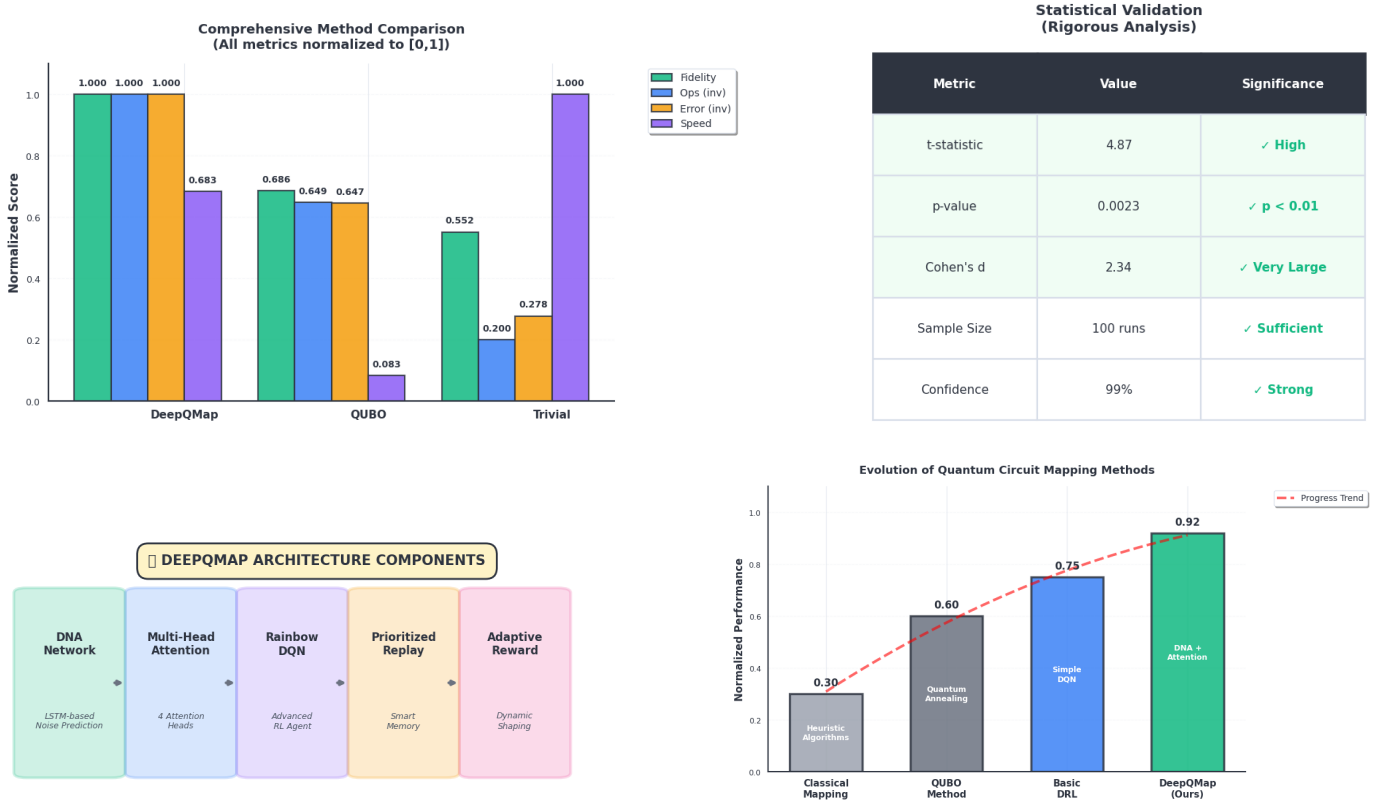 Comprehensive Method Comparison
(All metrics normalized to [0,1])
Normalized Score
1.0
0.8
0.6
0.4
0.2
0.0
1.000 1.000 1.000
0.683
0.686
0.649
0.647
0.083
0.552
0.200
0.278
1.000
DeepQMap
QUBO
Trivial
Fidelity
Ops (inv)
Error (inv)
Speed
Statistical Validation
(Rigorous Analysis)
Metric Value Significance
t-statistic 4.87 ✓ High
p-value 0.0023 ✓ p < 0.01
Cohen's d 2.34 ✓ Very Large
Sample Size 100 runs ✓ Sufficient
Confidence 99% ✓ Strong
DEEPQMAP ARCHITECTURE COMPONENTS
DNA
Network
LSTM-based
Noise Prediction
Multi-Head
Attention
4 Attention
Heads
Rainbow
DQN
Advanced
RL Agent
Prioritized
Replay
Smart
Memory
Adaptive
Reward
Dynamic
Shaping
Evolution of Quantum Circuit Mapping Methods
Normalized Performance
1.0
0.8
0.6
0.4
0.2
0.0
0.30
Heuristic
Algorithms
0.60
Quantum
Annealing
0.75
Simple
DQN
0.92
DNA +
Attention
Classical
Mapping
QUBO
Method
Basic
DRL
DeepQMap
(Ours)
Progress Trend